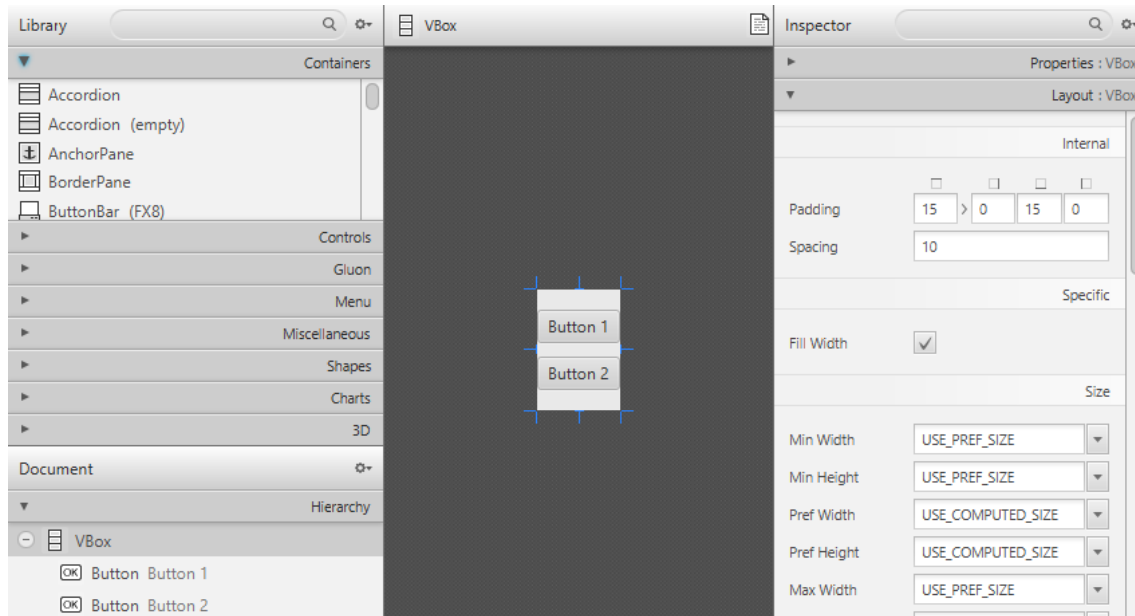 Library
Containers
Accordion
Accordion (empty)
AnchorPane
BorderPane
ButtonBar (FX8)
Controls
Gluon
Menu
Miscellaneous
Shapes
Charts
3D
Document
Hierarchy
VBox
OK Button Button 1
OK Button Button 2
VBox
Button 1
Button 2
Inspector
Properties : VBox
Layout : VBox
Internal
Padding 15 > 0 15 0
Spacing 10
Specific
Fill Width
Size
Min Width USE_PREF_SIZE
Min Height USE_PREF_SIZE
Pref Width USE_COMPUTED_SIZE
Pref Height USE_COMPUTED_SIZE
Max Width USE_PREF_SIZE